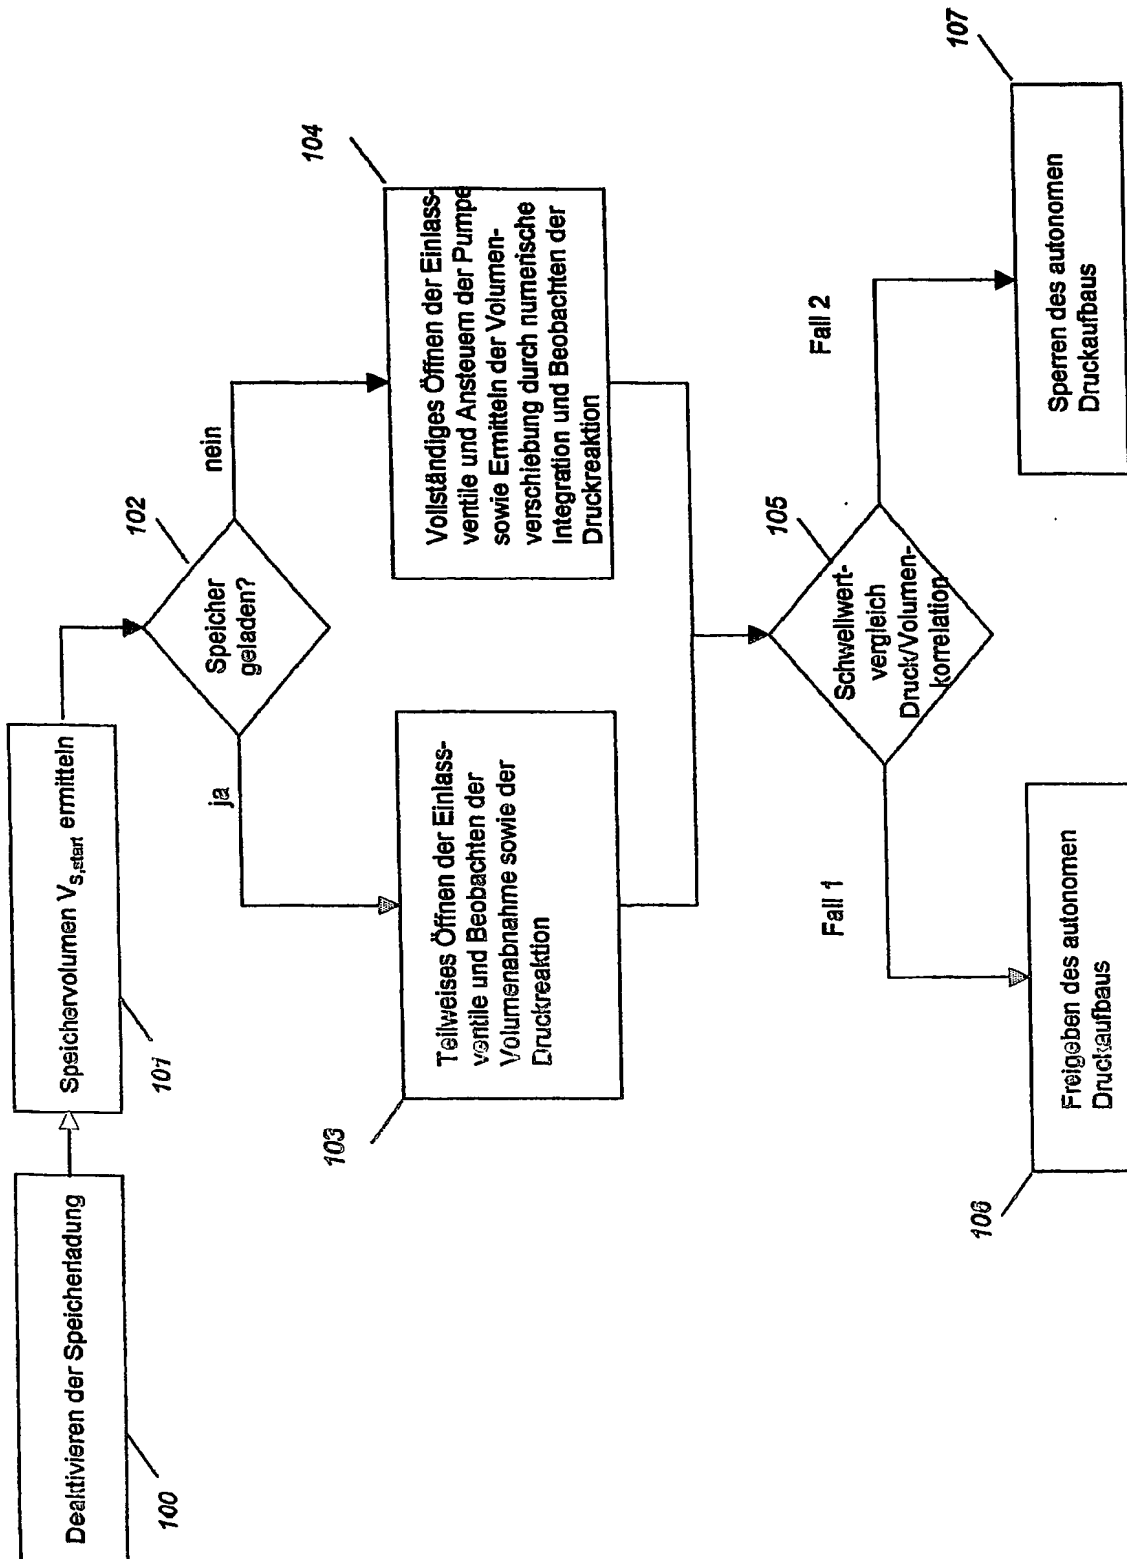 Deaktivieren der Speicherladung
100
Speichervolumen V_S,start ermitteln
101
102
Speicher
geladen?
ja
nein
103
Teilweises Öffnen der Einlass-
ventile und Beobachten der
Volumenabnahme sowie der
Druckreaktion
104
Vollständiges Öffnen der Einlass-
ventile und Ansteuern der Pumpe
sowie Ermitteln der Volumen-
verschiebung durch numerische
Integration und Beobachten der
Druckreaktion
105
Schwellwert-
vergleich
Druck/Volumen-
korrelation
Fall 1
Fall 2
106
Freigeben des autonomen
Druckaufbaus
107
Sperren des autonomen
Druckaufbaus